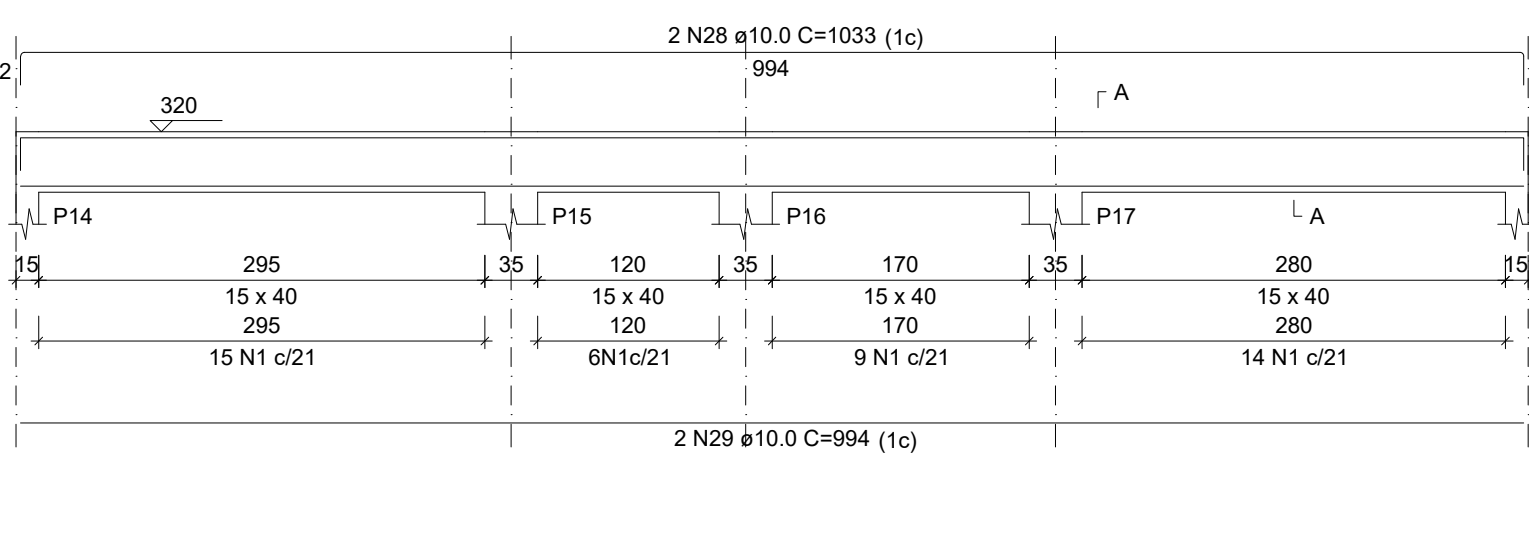 2 N28 ø10.0 C=1033 (1c)
2
994
A
320
P14
P15
P16
P17
A
15
295
35
120
35
170
35
280
15
15 x 40
15 x 40
15 x 40
15 x 40
295
120
170
280
15 N1 c/21
6N1c/21
9 N1 c/21
14 N1 c/21
2 N29 ø10.0 C=994 (1c)